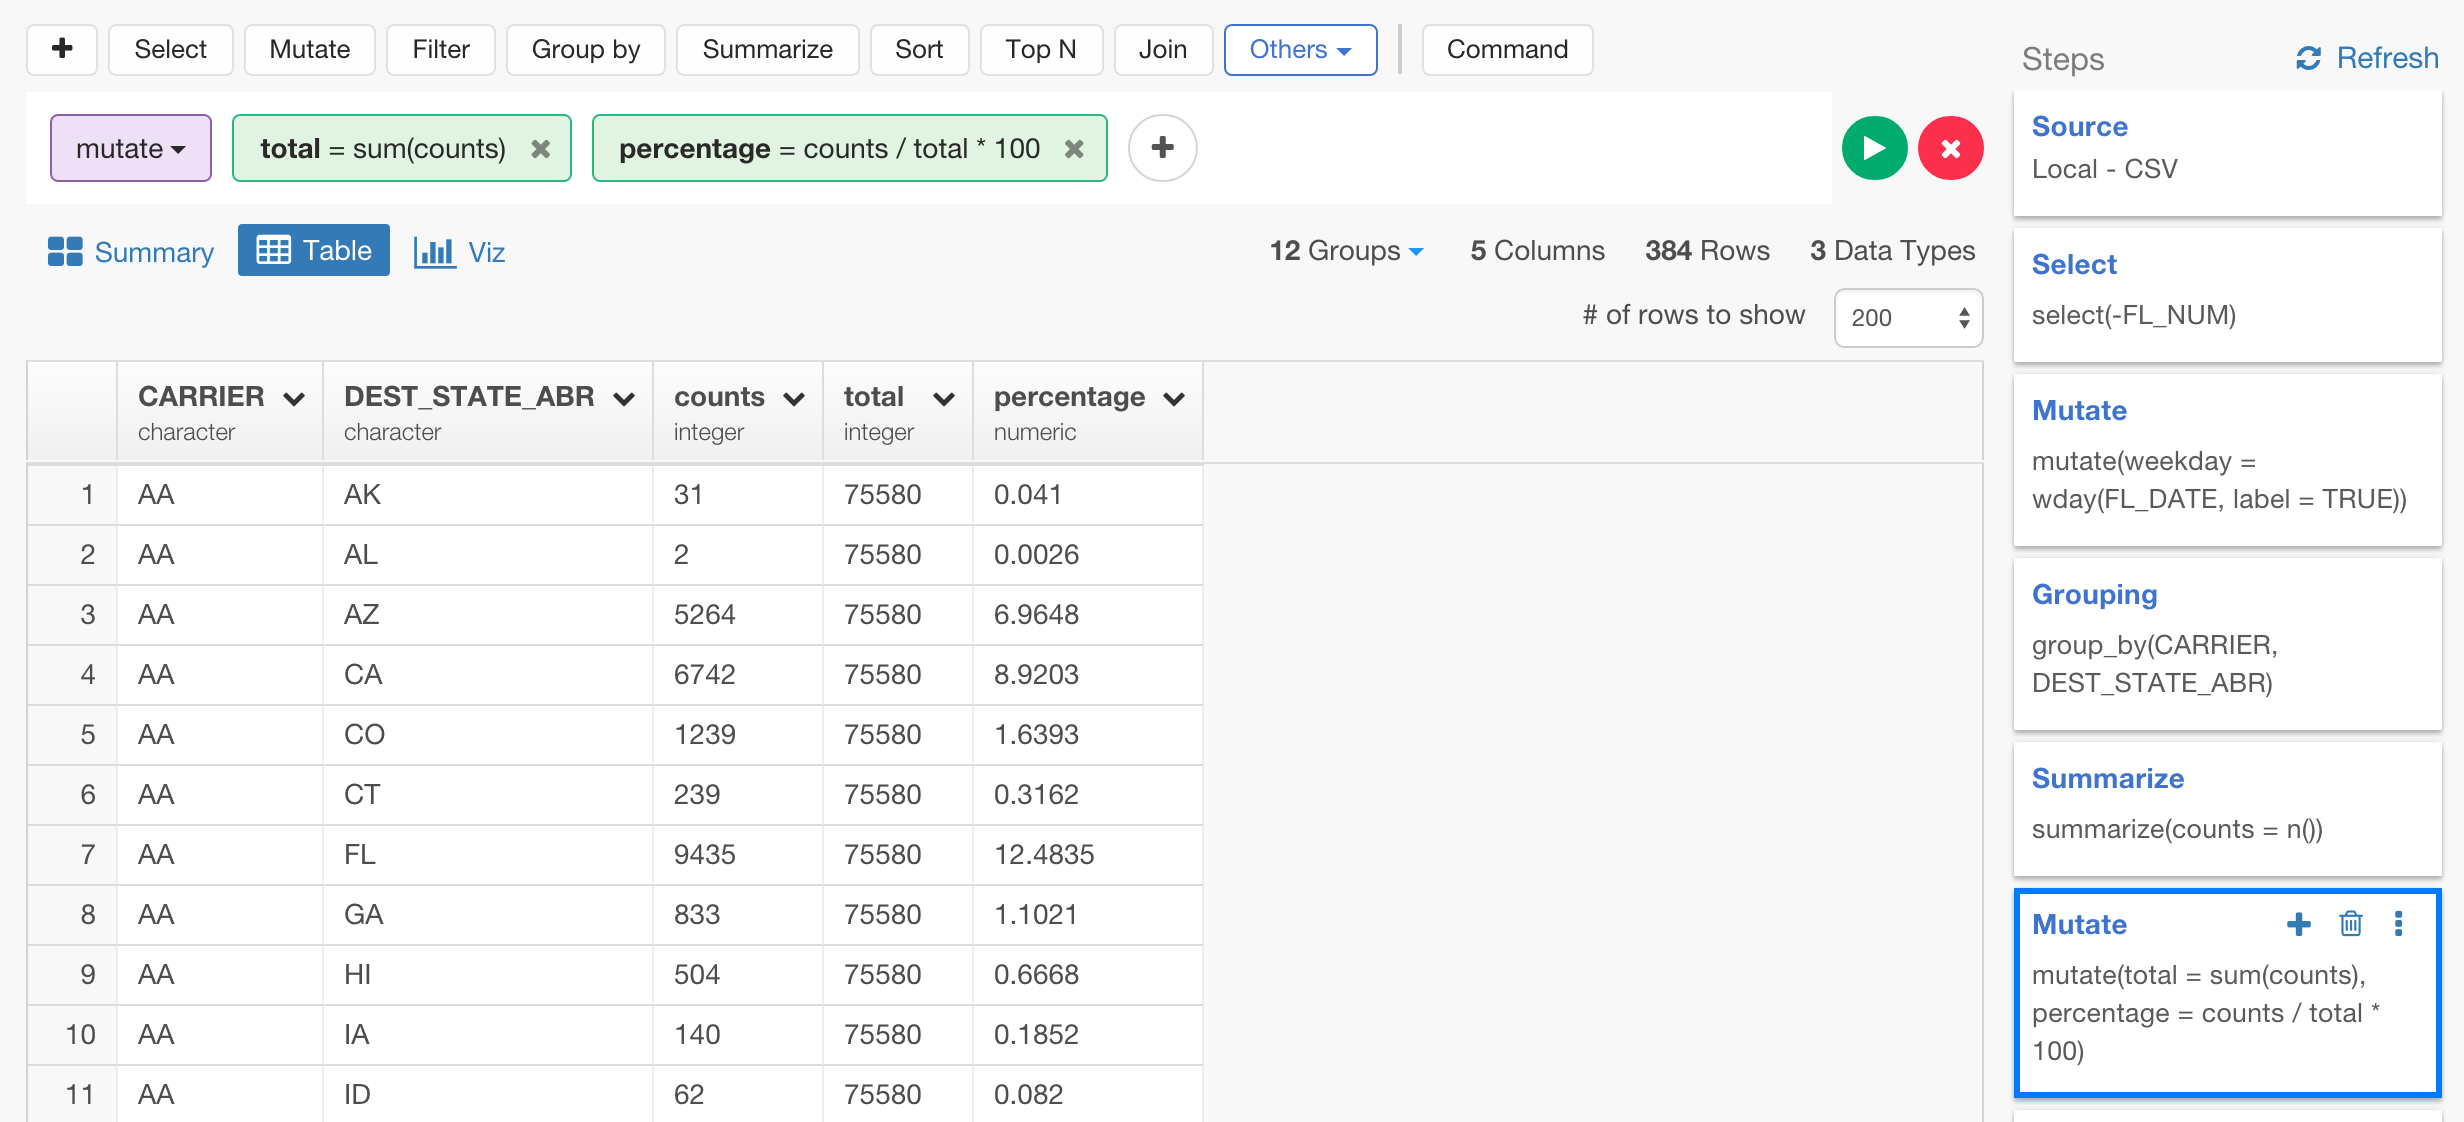 Select Mutate Filter Group by Summarize Sort Top N Join Others Command
mutate total = sum(counts) percentage = counts / total * 100
Summary Table Viz 12 Groups 5 Columns 384 Rows 3 Data Types
# of rows to show 200
CARRIER DEST_STATE_ABR counts total percentage
character character integer integer numeric
1 AA AK 31 75580 0.041
2 AA AL 2 75580 0.0026
3 AA AZ 5264 75580 6.9648
4 AA CA 6742 75580 8.9203
5 AA CO 1239 75580 1.6393
6 AA CT 239 75580 0.3162
7 AA FL 9435 75580 12.4835
8 AA GA 833 75580 1.1021
9 AA HI 504 75580 0.6668
10 AA IA 140 75580 0.1852
11 AA ID 62 75580 0.082
Steps Refresh
Source
Local - CSV
Select
select(-FL_NUM)
Mutate
mutate(weekday =
wday(FL_DATE, label = TRUE))
Grouping
group_by(CARRIER,
DEST_STATE_ABR)
Summarize
summarize(counts = n())
Mutate
mutate(total = sum(counts),
percentage = counts / total *
100)